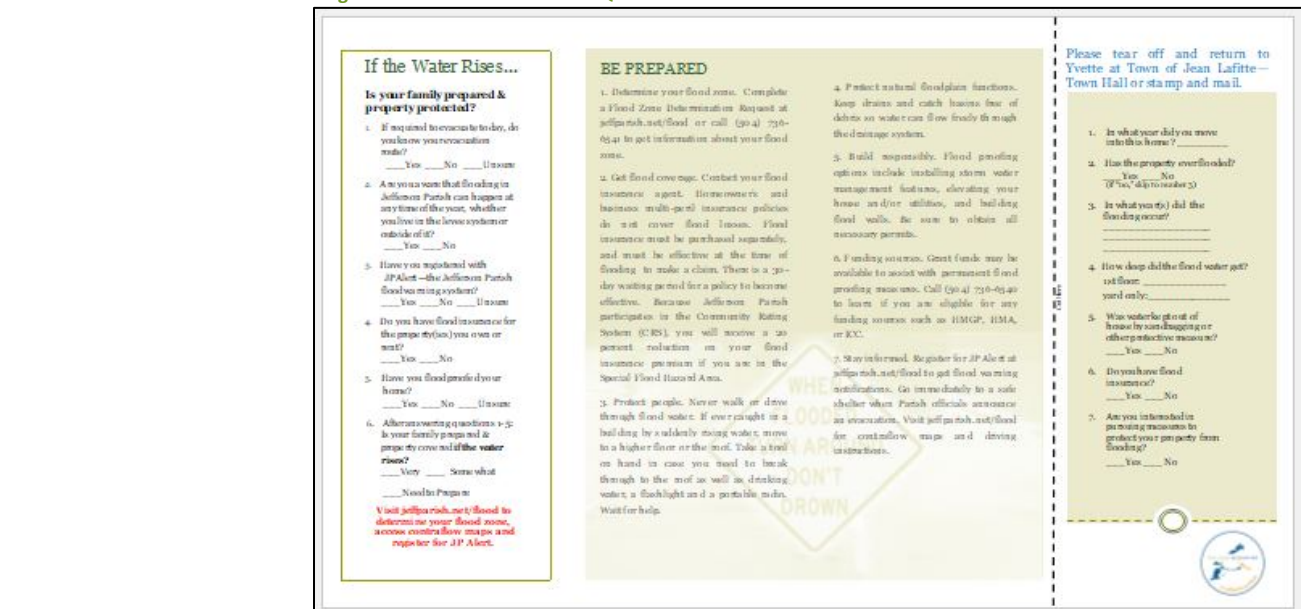 If the Water Rises...
Is your family prepared &
property protected?
1. If required to evacuate today, do
you know you revacuation
route?
___Yes ___No ___Unsure
2. Are you aware that flooding in
Jefferson Parish can happen at
any time of the year, whether
you live in the levee system or
outside of it?
___Yes ___No
3. Have you registered with
JPAlert—the Jefferson Parish
flood warning system?
___Yes ___No ___Unsure
4. Do you have flood insurance for
the property(ies) you own or
rent?
___Yes ___No
5. Have you flood proofed your
home?
___Yes ___No ___Unsure
6. After answering questions 1-5:
Is your family prepared &
property covered if the water
rises?
___Very ___ Somewhat
___Need to Prepare
Visit jeffparish.net/flood to
determine your flood zone,
access contraflow maps and
register for JP Alert.
BE PREPARED
1. Determine your flood zone. Complete
a Flood Zone Determination Request at
jeffparish.net/flood or call (504) 736-
6541 to get information about your flood
zone.
2. Get flood coverage. Contact your flood
insurance agent. Homeowner's and
business multi-peril insurance policies
do not cover flood losses. Flood
insurance must be purchased separately,
and must be effective at the time of
flooding to make a claim. There is a 30-
day waiting period for a policy to become
effective. Because Jefferson Parish
participates in the Community Rating
System (CRS), you will receive a 20
percent reduction on your flood
insurance premium if you are in the
Special Flood Hazard Area.
3. Protect people. Never walk or drive
through flood water. If ever caught in a
building by suddenly rising water, move
to a higher floor or the roof. Take a tool
on hand in case you need to break
through to the roof as well as drinking
water, a flashlight and a portable radio.
Wait for help.
4. Protect natural floodplain functions.
Keep drains and catch basins free of
debris so water can flow freely through
the drainage system.
5. Build responsibly. Flood proofing
options include installing storm water
management features, elevating your
house and/or utilities, and building
flood walls. Be sure to obtain all
necessary permits.
6. Funding sources. Grant funds may be
available to assist with permanent flood
proofing measures. Call (504) 736-6540
to learn if you are eligible for any
funding sources such as HMGP, HMA,
or ICC.
7. Stay informed. Register for JP Alert at
jeffparish.net/flood to get flood warning
notifications. Go immediately to a safe
shelter when Parish officials announce
an evacuation. Visit jeffparish.net/flood
for contraflow maps and driving
instructions.
WHEN
FLOODED
TURN AROUND
DON'T
DROWN
Please tear off and return to
Yvette at Town of Jean Lafitte—
Town Hall or stamp and mail.
1. In what year did you move
into this home? __________
2. Has the property ever flooded?
___Yes ___No
(if "no," skip to number 5)
3. In what year(s) did the
flooding occur?
4. How deep did the flood water get?
1st floor: ________________
yard only:________________
5. Was water kept out of
house by sandbagging or
other protective measure?
___Yes ___No
6. Do you have flood
insurance?
___Yes ___No
7. Are you interested in
pursuing measures to
protect your property from
flooding?
___Yes ___No